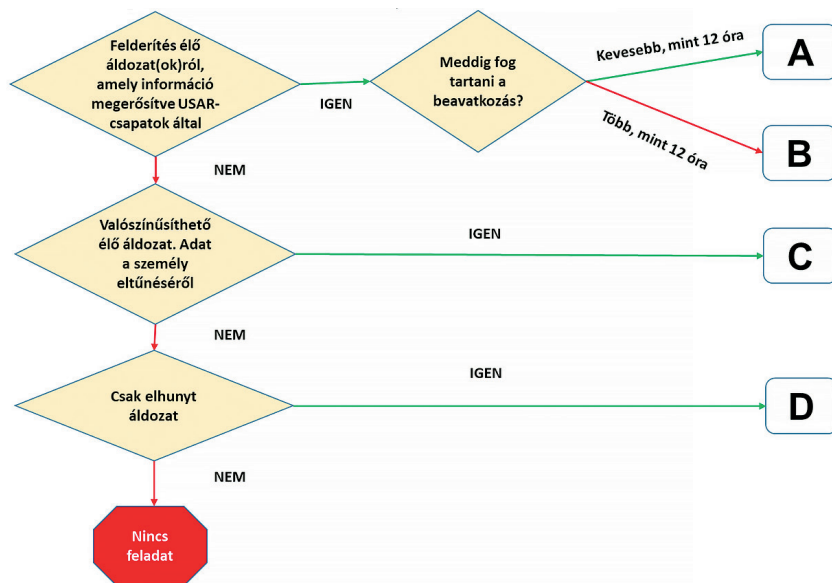 Felderítés élő
áldozat(ok)ról,
amely információ
megerősítve USAR-
csapatok által
IGEN
Meddig fog
tartani a
beavatkozás?
Kevesebb, mint 12 óra
A
Több, mint 12 óra
B
NEM
Valószínűsíthető
élő áldozat. Adat
a személy
eltűnéséről
IGEN
C
NEM
Csak elhunyt
áldozat
IGEN
D
NEM
Nincs
feladat